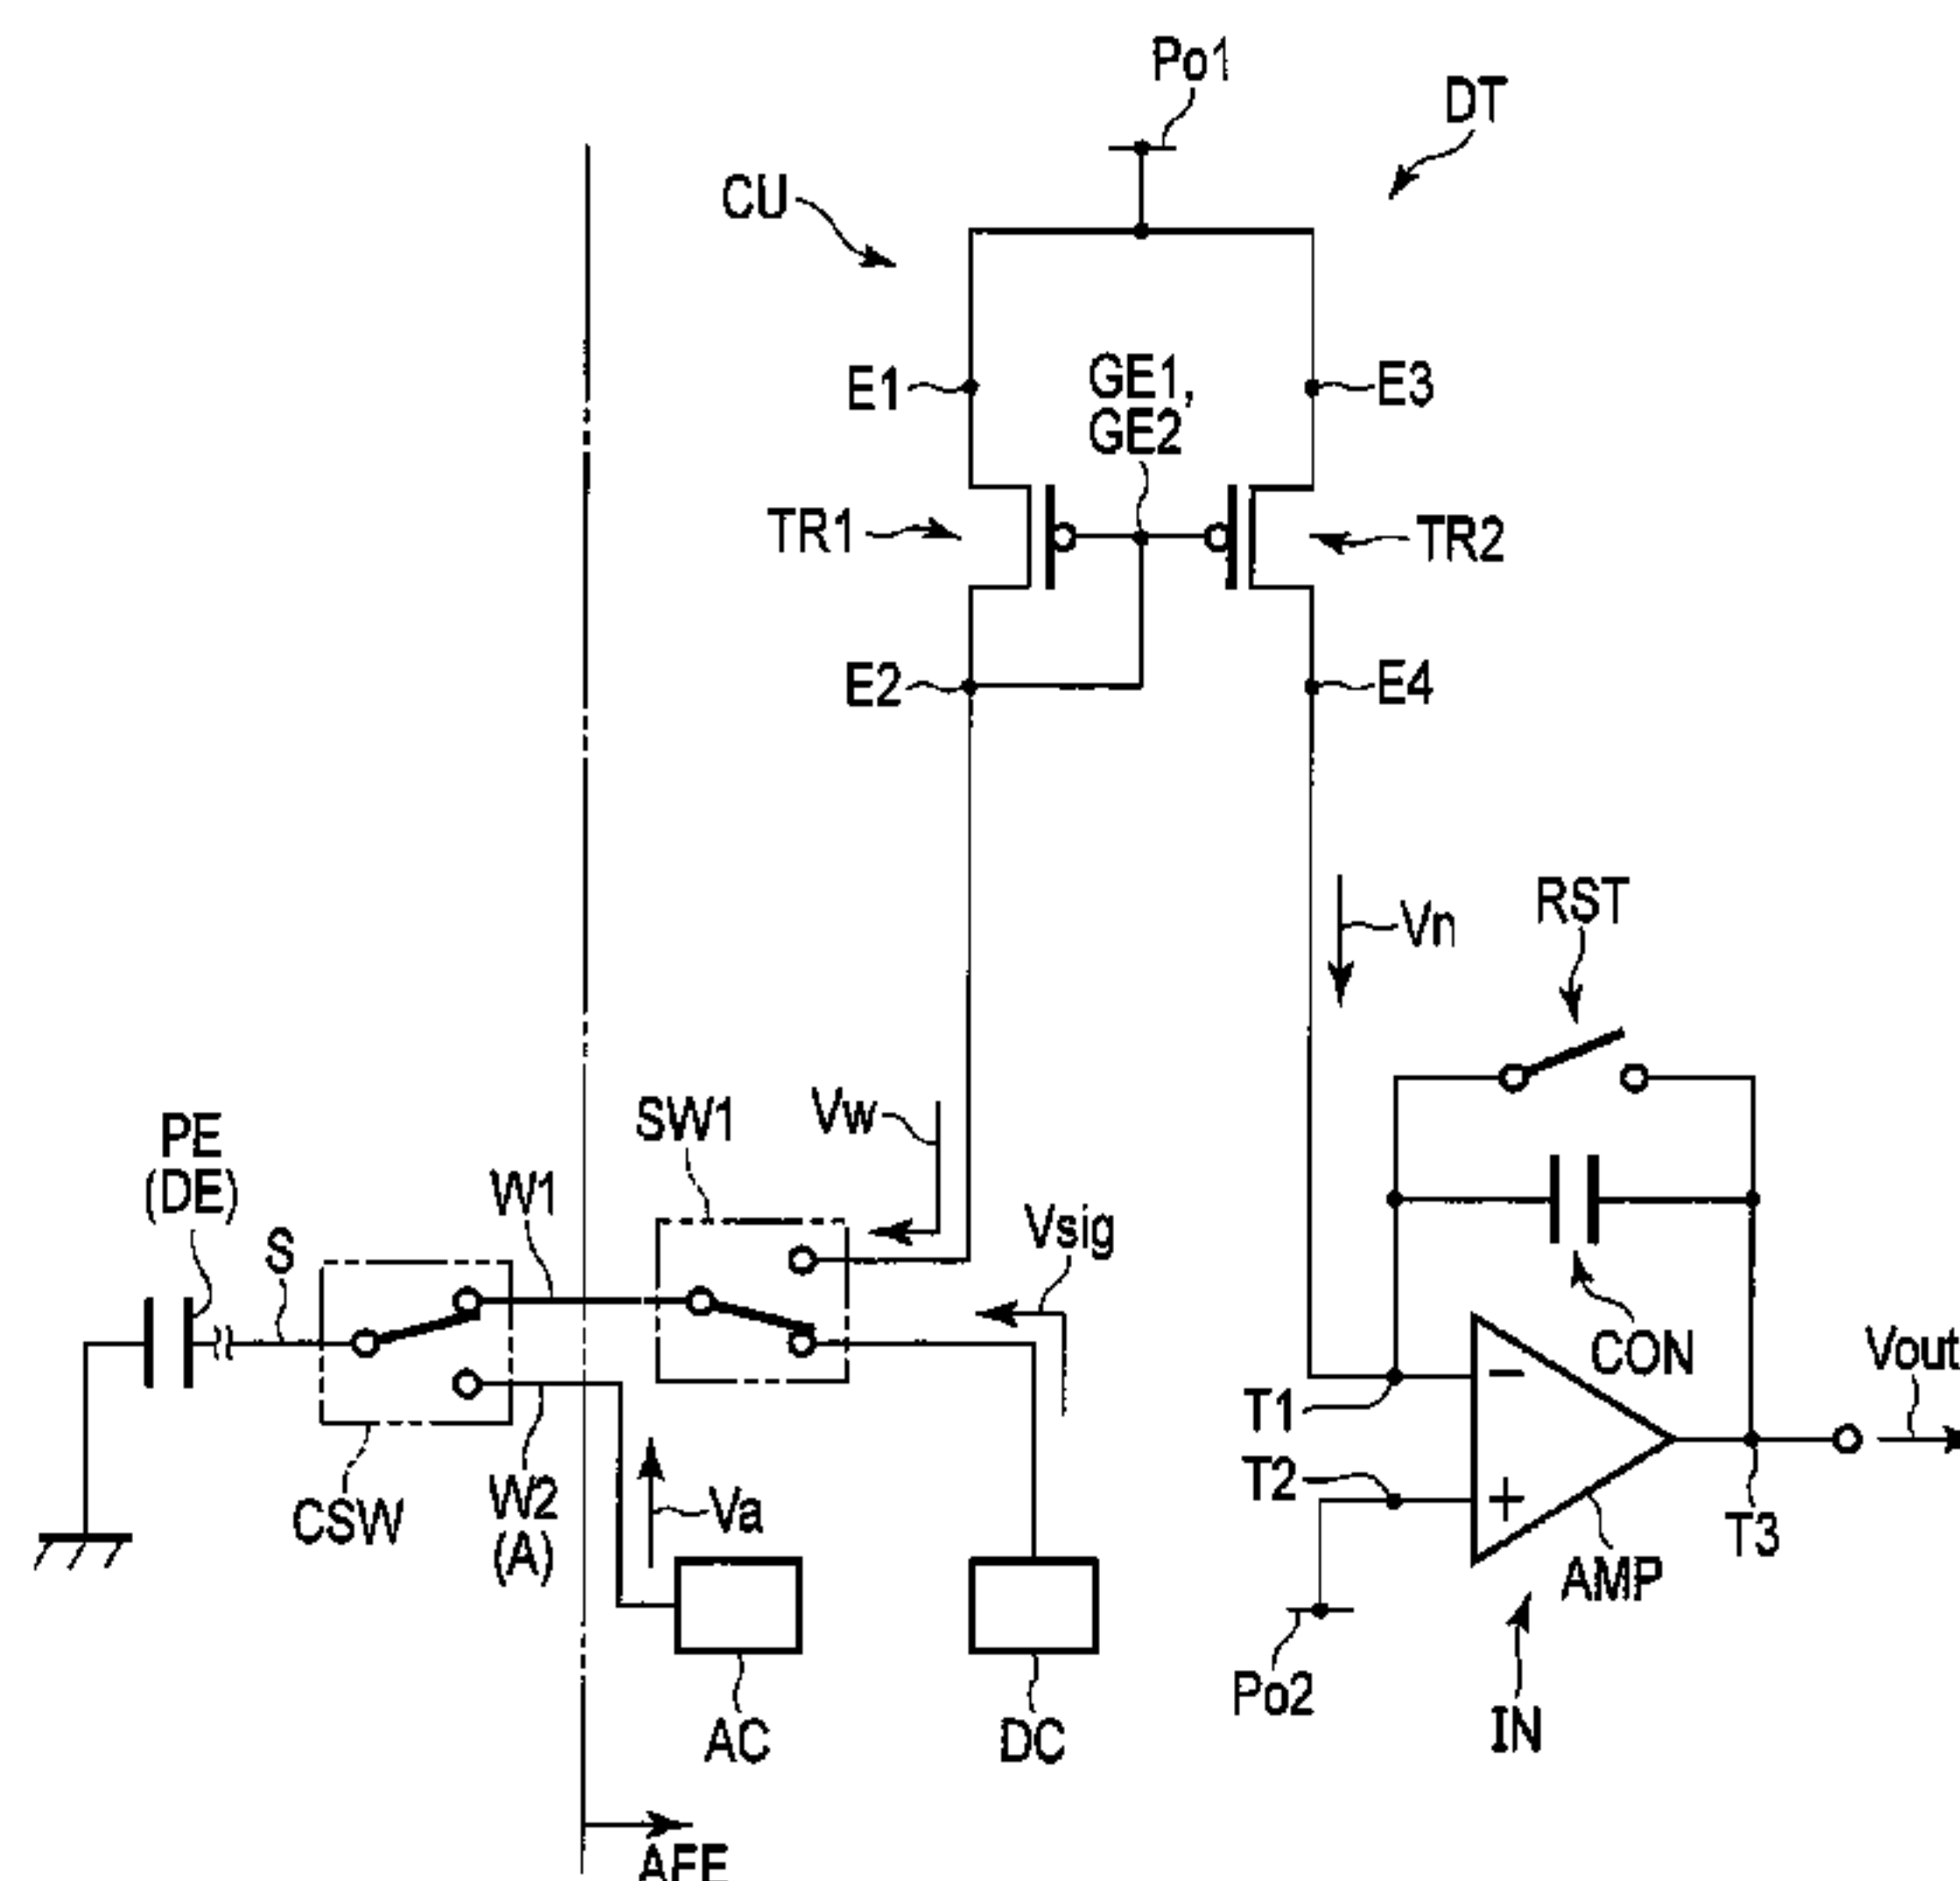 Po1
DT
CU
E1
GE1,
GE2
E3
TR1
TR2
E2
E4
Vn
RST
PE
(DE)
S
W1
SW1
Vw
Vsig
CON
Vout
T1
T2
CSW
W2
(A)
Va
T3
AMP
Po2
IN
AC
DC
AFE